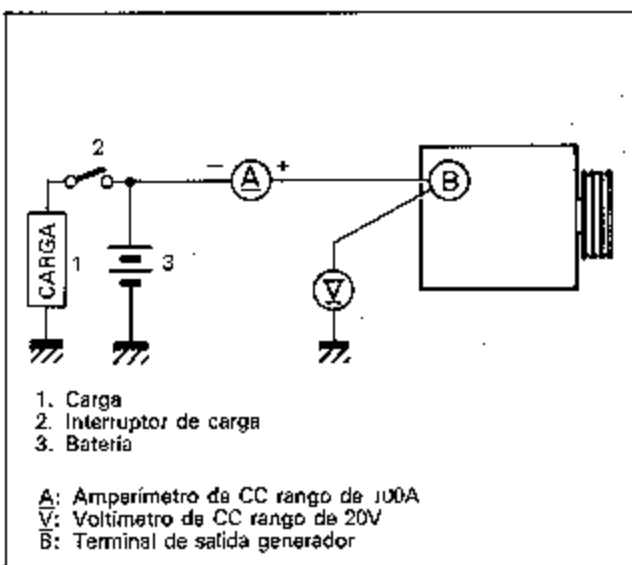 2
− A +
B
CARGA
1
3
V
1. Carga
2. Interruptor de carga
3. Batería
A: Amperímetro de CC rango de 100A
V: Voltímetro de CC rango de 20V
B: Terminal de salida generador